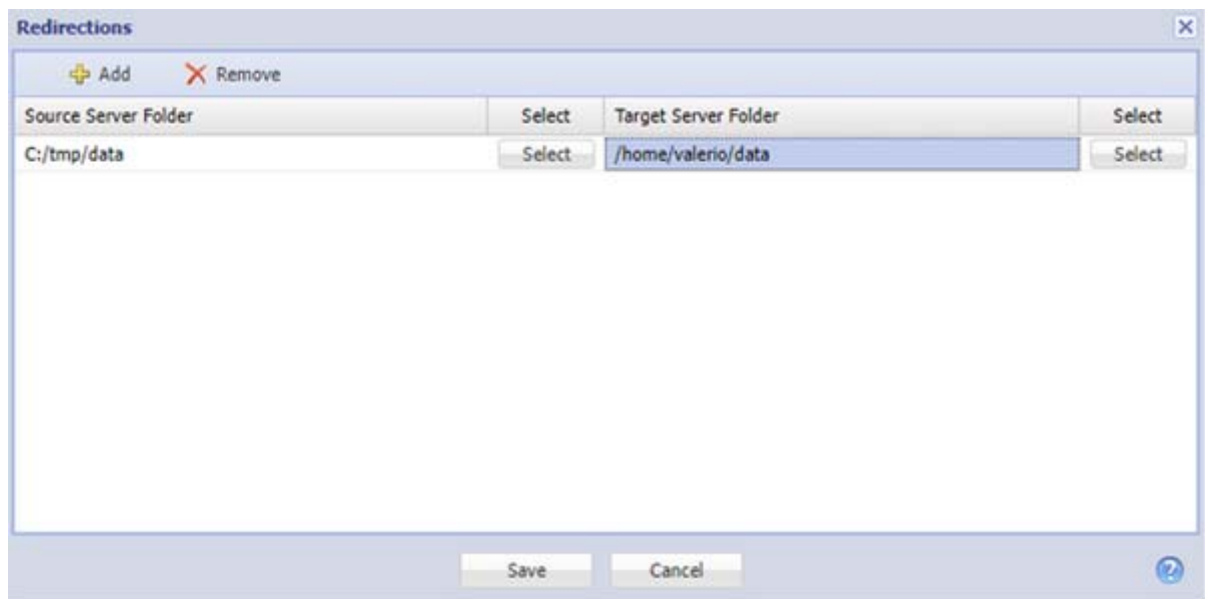 Redirections
Add Remove
Source Server Folder Select Target Server Folder Select
C:/tmp/data Select /home/valerio/data Select
Save Cancel